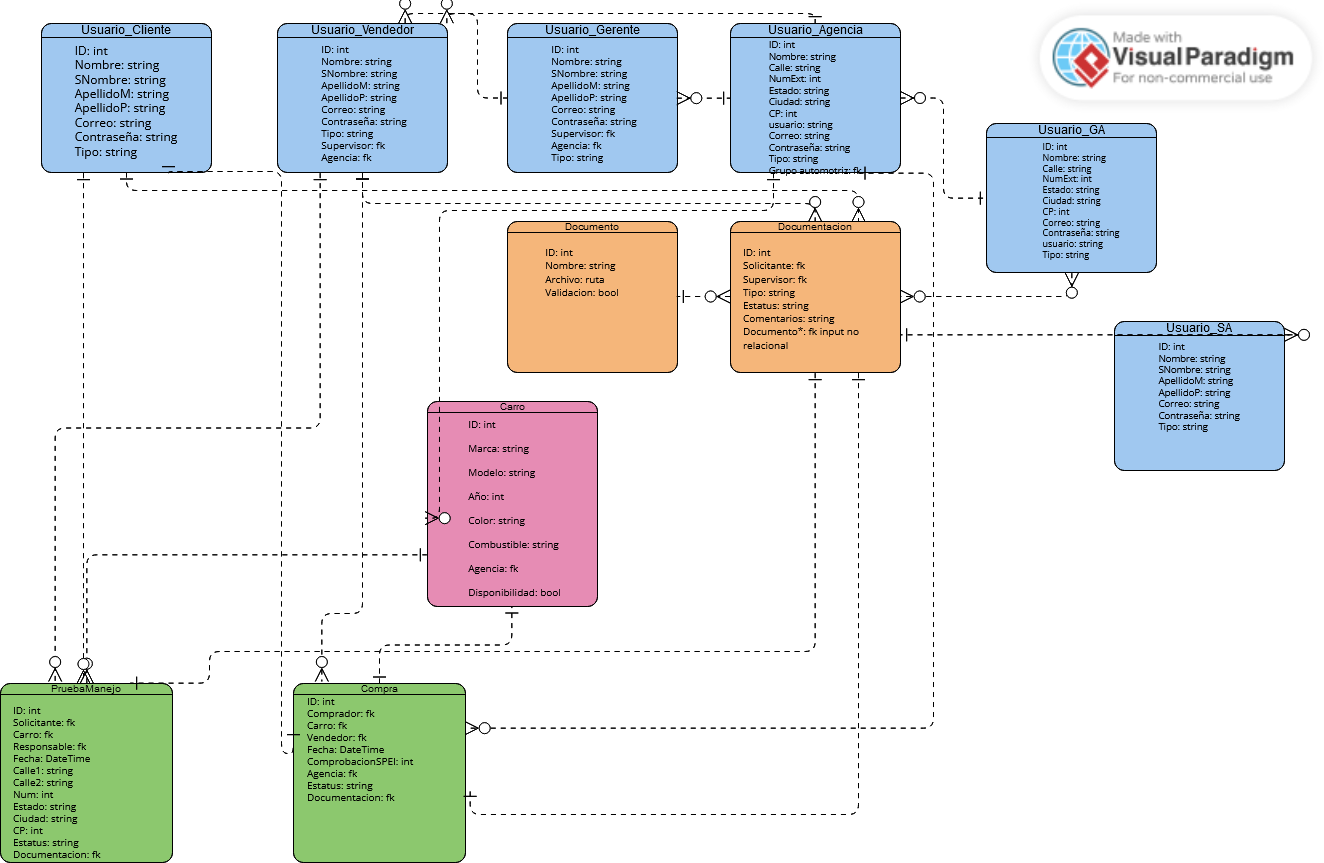 Usuario_Cliente
ID: int
Nombre: string
SNombre: string
ApellidoM: string
ApellidoP: string
Correo: string
Contraseña: string
Tipo: string
Usuario_Vendedor
ID: int
Nombre: string
SNombre: string
ApellidoM: string
ApellidoP: string
Correo: string
Contraseña: string
Tipo: string
Supervisor: fk
Agencia: fk
Usuario_Gerente
ID: int
Nombre: string
SNombre: string
ApellidoM: string
ApellidoP: string
Correo: string
Contraseña: string
Supervisor: fk
Agencia: fk
Tipo: string
Usuario_Agencia
ID: int
Nombre: string
Calle: string
NumExt: int
Estado: string
Ciudad: string
CP: int
usuario: string
Correo: string
Contraseña: string
Tipo: string
Grupo automotriz: fk
Made with
Visual Paradigm
For non-commercial use
Usuario_GA
ID: int
Nombre: string
Calle: string
NumExt: int
Estado: string
Ciudad: string
CP: int
Correo: string
Contraseña: string
usuario: string
Tipo: string
Documento
ID: int
Nombre: string
Archivo: ruta
Validacion: bool
Documentacion
ID: int
Solicitante: fk
Supervisor: fk
Tipo: string
Estatus: string
Comentarios: string
Documento*: fk input no
relacional
Usuario_SA
ID: int
Nombre: string
SNombre: string
ApellidoM: string
ApellidoP: string
Correo: string
Contraseña: string
Tipo: string
Carro
ID: int
Marca: string
Modelo: string
Año: int
Color: string
Combustible: string
Agencia: fk
Disponibilidad: bool
PruebaManejo
ID: int
Solicitante: fk
Carro: fk
Responsable: fk
Fecha: DateTime
Calle1: string
Calle2: string
Num: int
Estado: string
Ciudad: string
CP: int
Estatus: string
Documentacion: fk
Compra
ID: int
Comprador: fk
Carro: fk
Vendedor: fk
Fecha: DateTime
ComprobacionSPEI: int
Agencia: fk
Estatus: string
Documentacion: fk